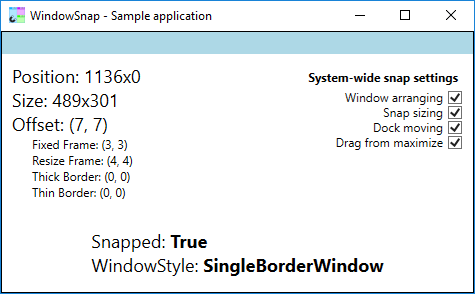 WindowSnap - Sample application
Position: 1136x0
Size: 489x301
Offset: (7, 7)
Fixed Frame: (3, 3)
Resize Frame: (4, 4)
Thick Border: (0, 0)
Thin Border: (0, 0)
System-wide snap settings
Window arranging
Snap sizing
Dock moving
Drag from maximize
Snapped: True
WindowStyle: SingleBorderWindow